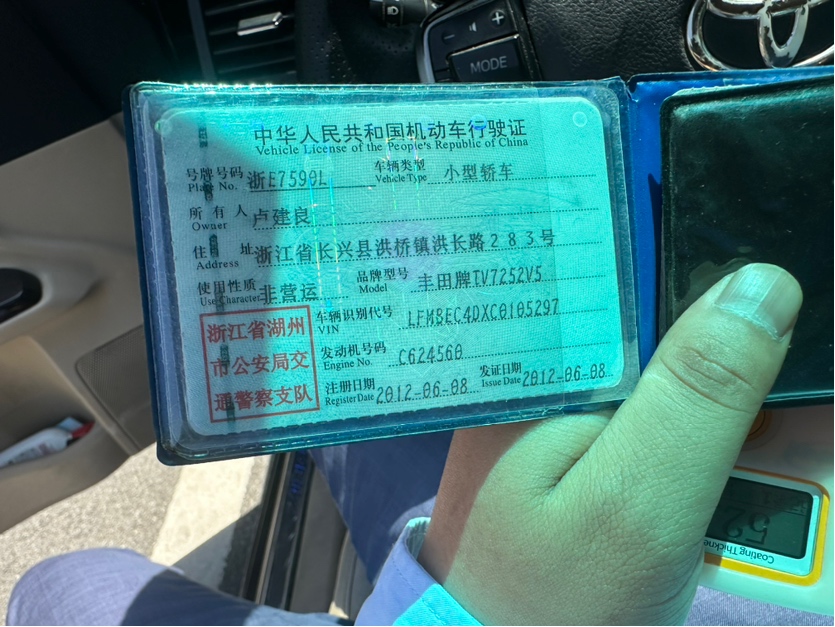 MODE
中华人民共和国机动车行驶证
Vehicle License of the People's Republic of China
号牌号码 浙E7590L 车辆类型 小型轿车
Plate No. Vehicle Type
所有人 卢建良
Owner
住址 浙江省长兴县洪桥镇洪长路283号
Address
使用性质 非营运 品牌型号 丰田牌TV7252V5
Use Character Model
浙江省湖州
市公安局交
通警察支队
车辆识别代号 LFMBEC4DXC0105297
VIN
发动机号码 C624560
Engine No.
注册日期 2012-06-08 发证日期 2012-06-08
Register Date Issue Date
Coating Thickne